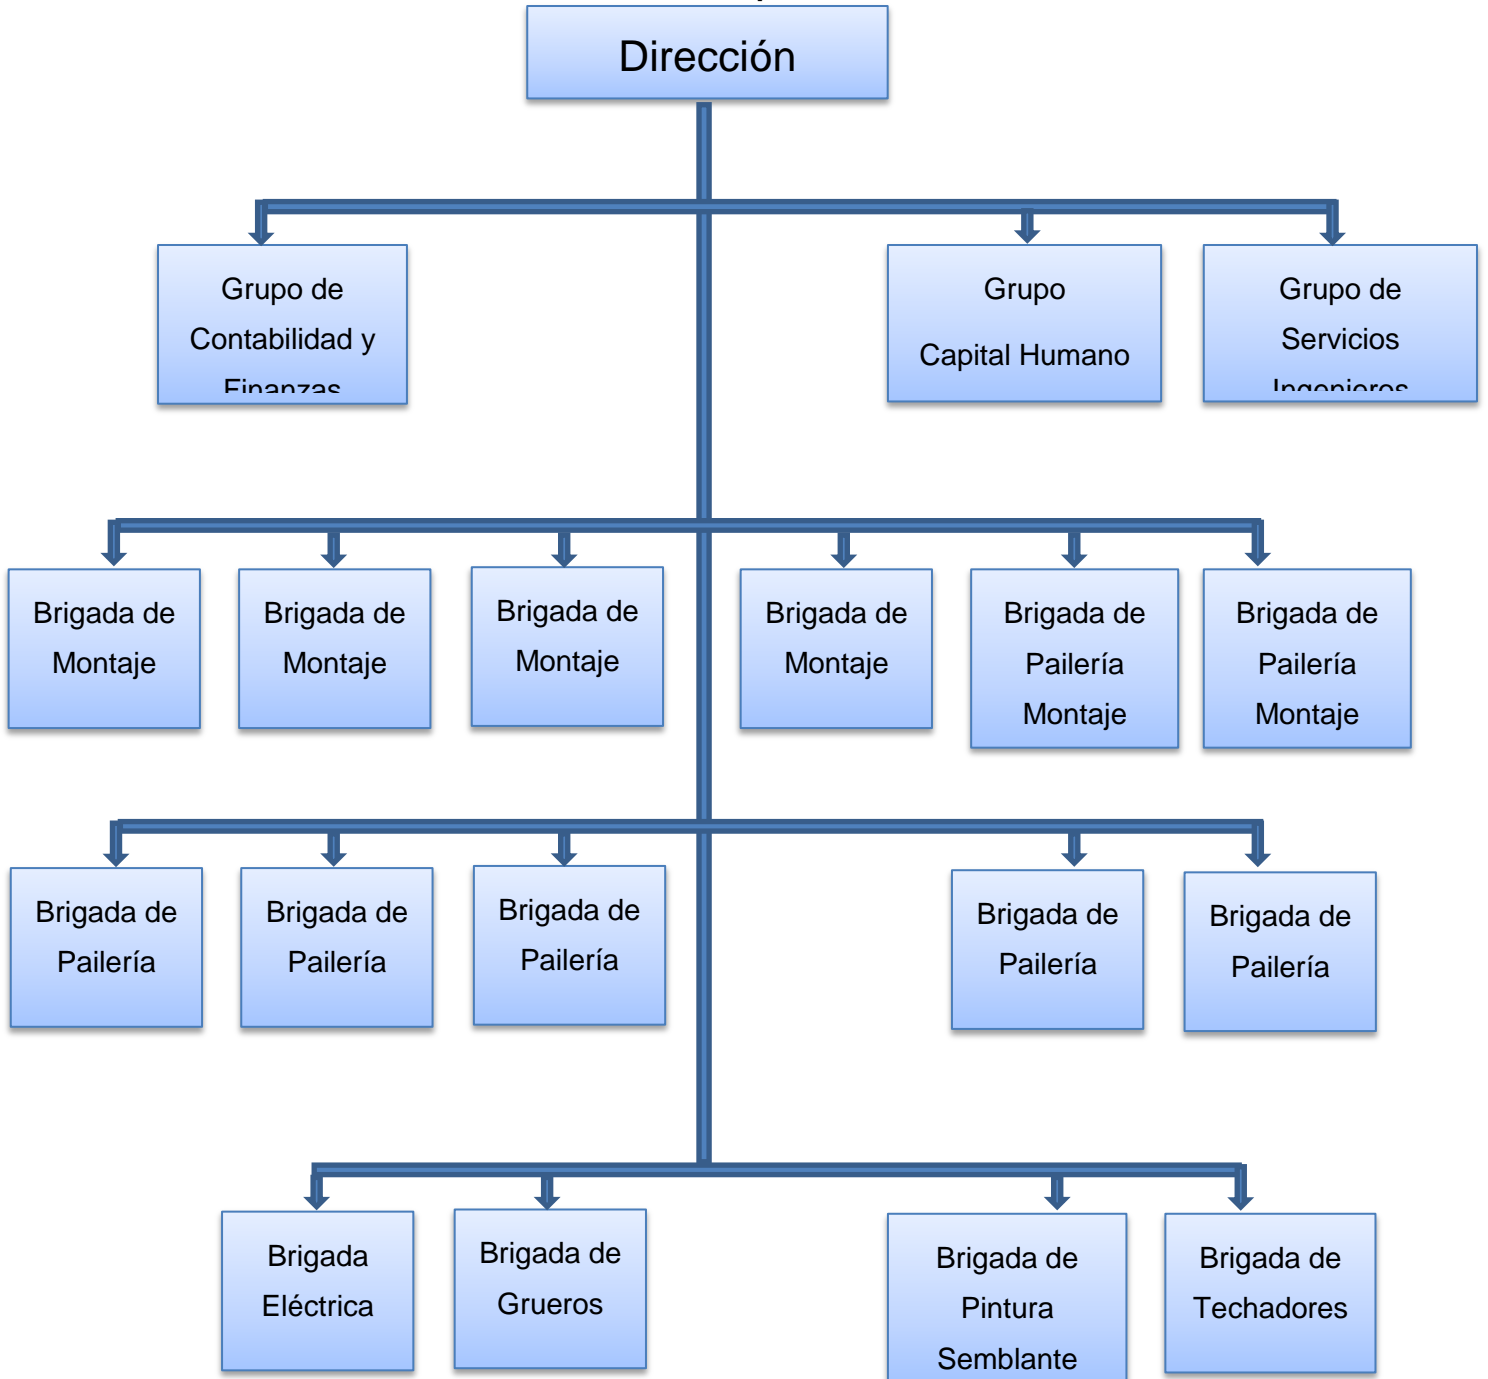 Dirección
Grupo de
Contabilidad y
Finanzas
Grupo
Capital Humano
Grupo de
Servicios
Ingenieros
Brigada de
Montaje
Brigada de
Montaje
Brigada de
Montaje
Brigada de
Montaje
Brigada de
Pailería
Montaje
Brigada de
Pailería
Montaje
Brigada de
Pailería
Brigada de
Pailería
Brigada de
Pailería
Brigada de
Pailería
Brigada de
Pailería
Brigada
Eléctrica
Brigada de
Grueros
Brigada de
Pintura
Semblante
Brigada de
Techadores